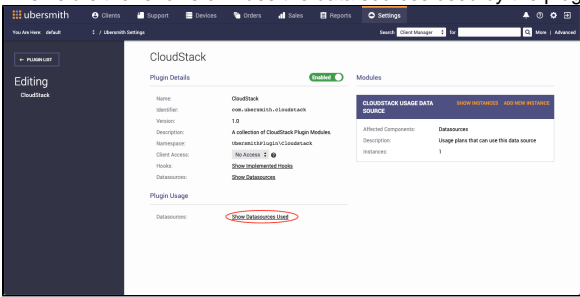 ubersmith Clients Support Devices Orders Sales Reports Settings
You Are Here: default / Ubersmith Settings Search Client Manager for More | Advanced
← PLUGIN LIST
Editing
CloudStack
CloudStack
Plugin Details Enabled
Name: CloudStack
Identifier: com.ubersmith.cloudstack
Version: 1.0
Description: A collection of CloudStack Plugin Modules.
Namespace: UbersmithPlugin\Cloudstack
Client Access: No Access
Hooks: Show Implemented Hooks
Datasources: Show Datasources
Plugin Usage
Datasources: Show Datasources Used
Modules
CLOUDSTACK USAGE DATA SOURCE SHOW INSTANCES ADD NEW INSTANCE
Affected Components: Datasources
Description: Usage plans that can use this data source
Instances: 1